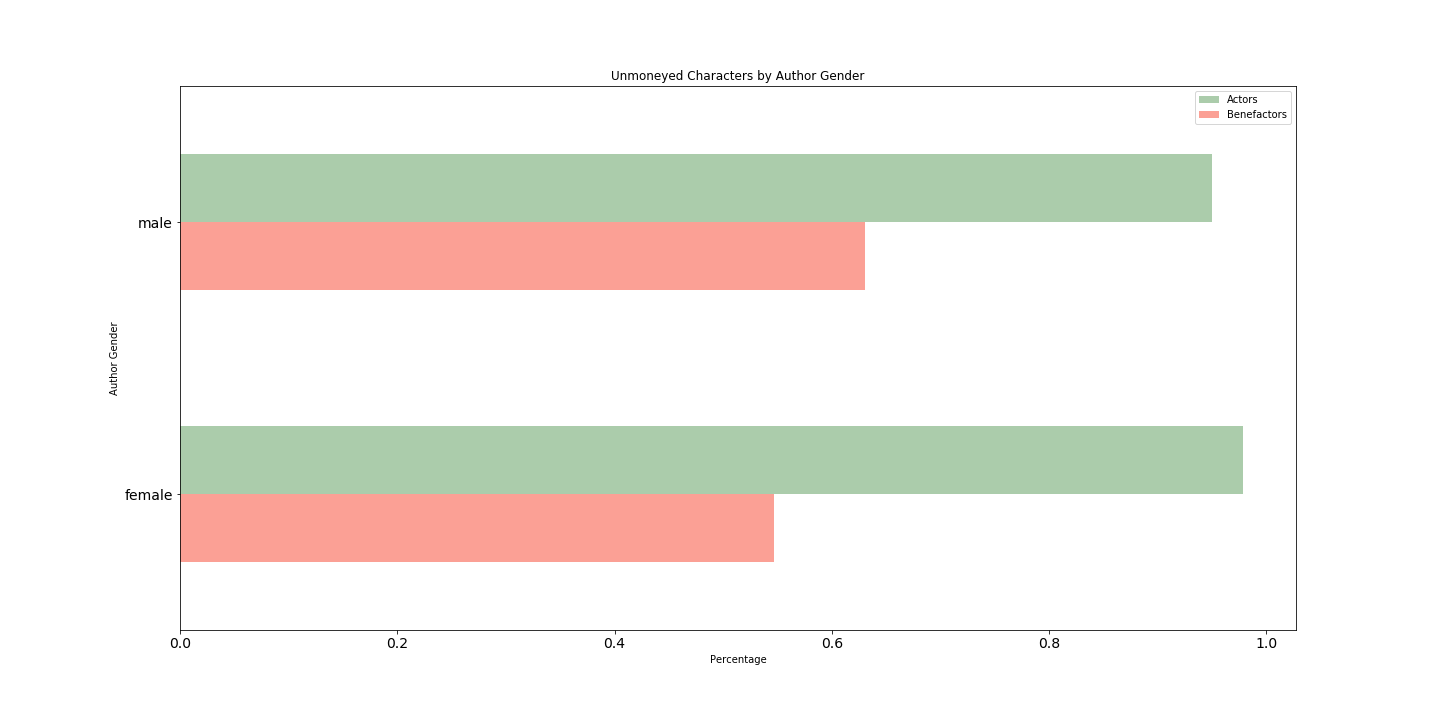 Unmoneyed Characters by Author Gender
Actors
Benefactors
male
Author Gender
female
0.0 0.2 0.4 0.6 0.8 1.0
Percentage